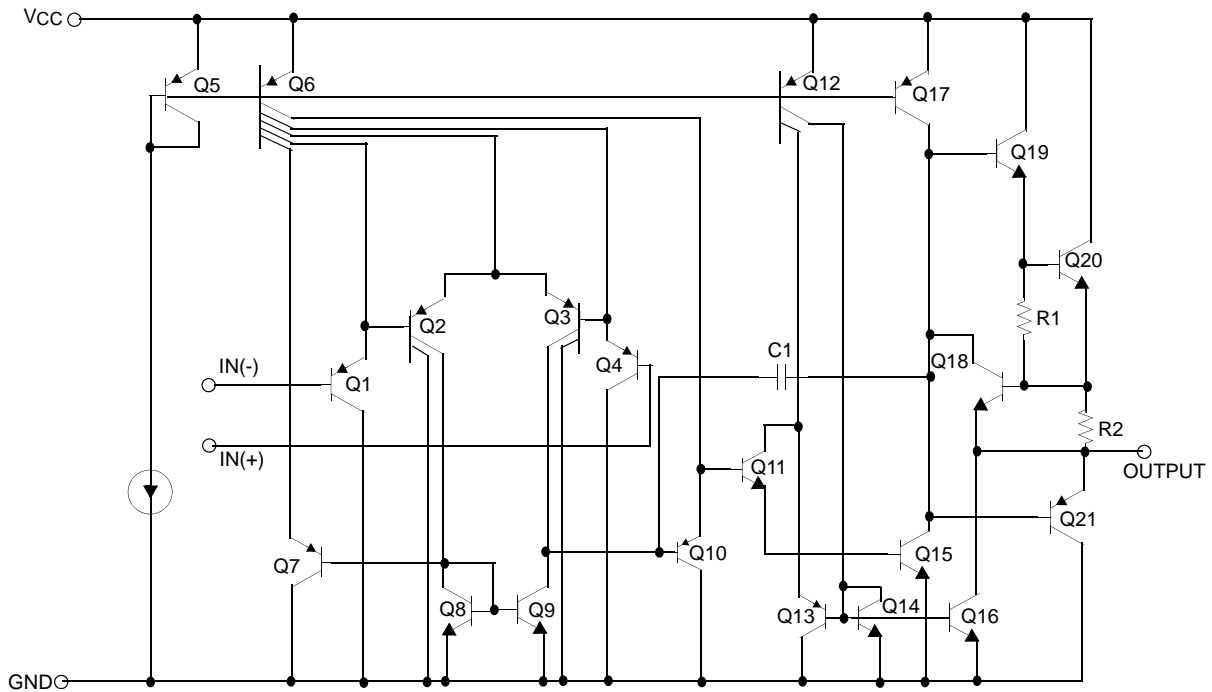 VCC
Q5
Q6
Q12
Q17
Q19
Q20
Q2
Q3
R1
C1
Q18
IN(-)
Q1
Q4
R2
IN(+)
Q11
OUTPUT
Q21
Q7
Q10
Q15
Q8
Q9
Q13
Q14
Q16
GND